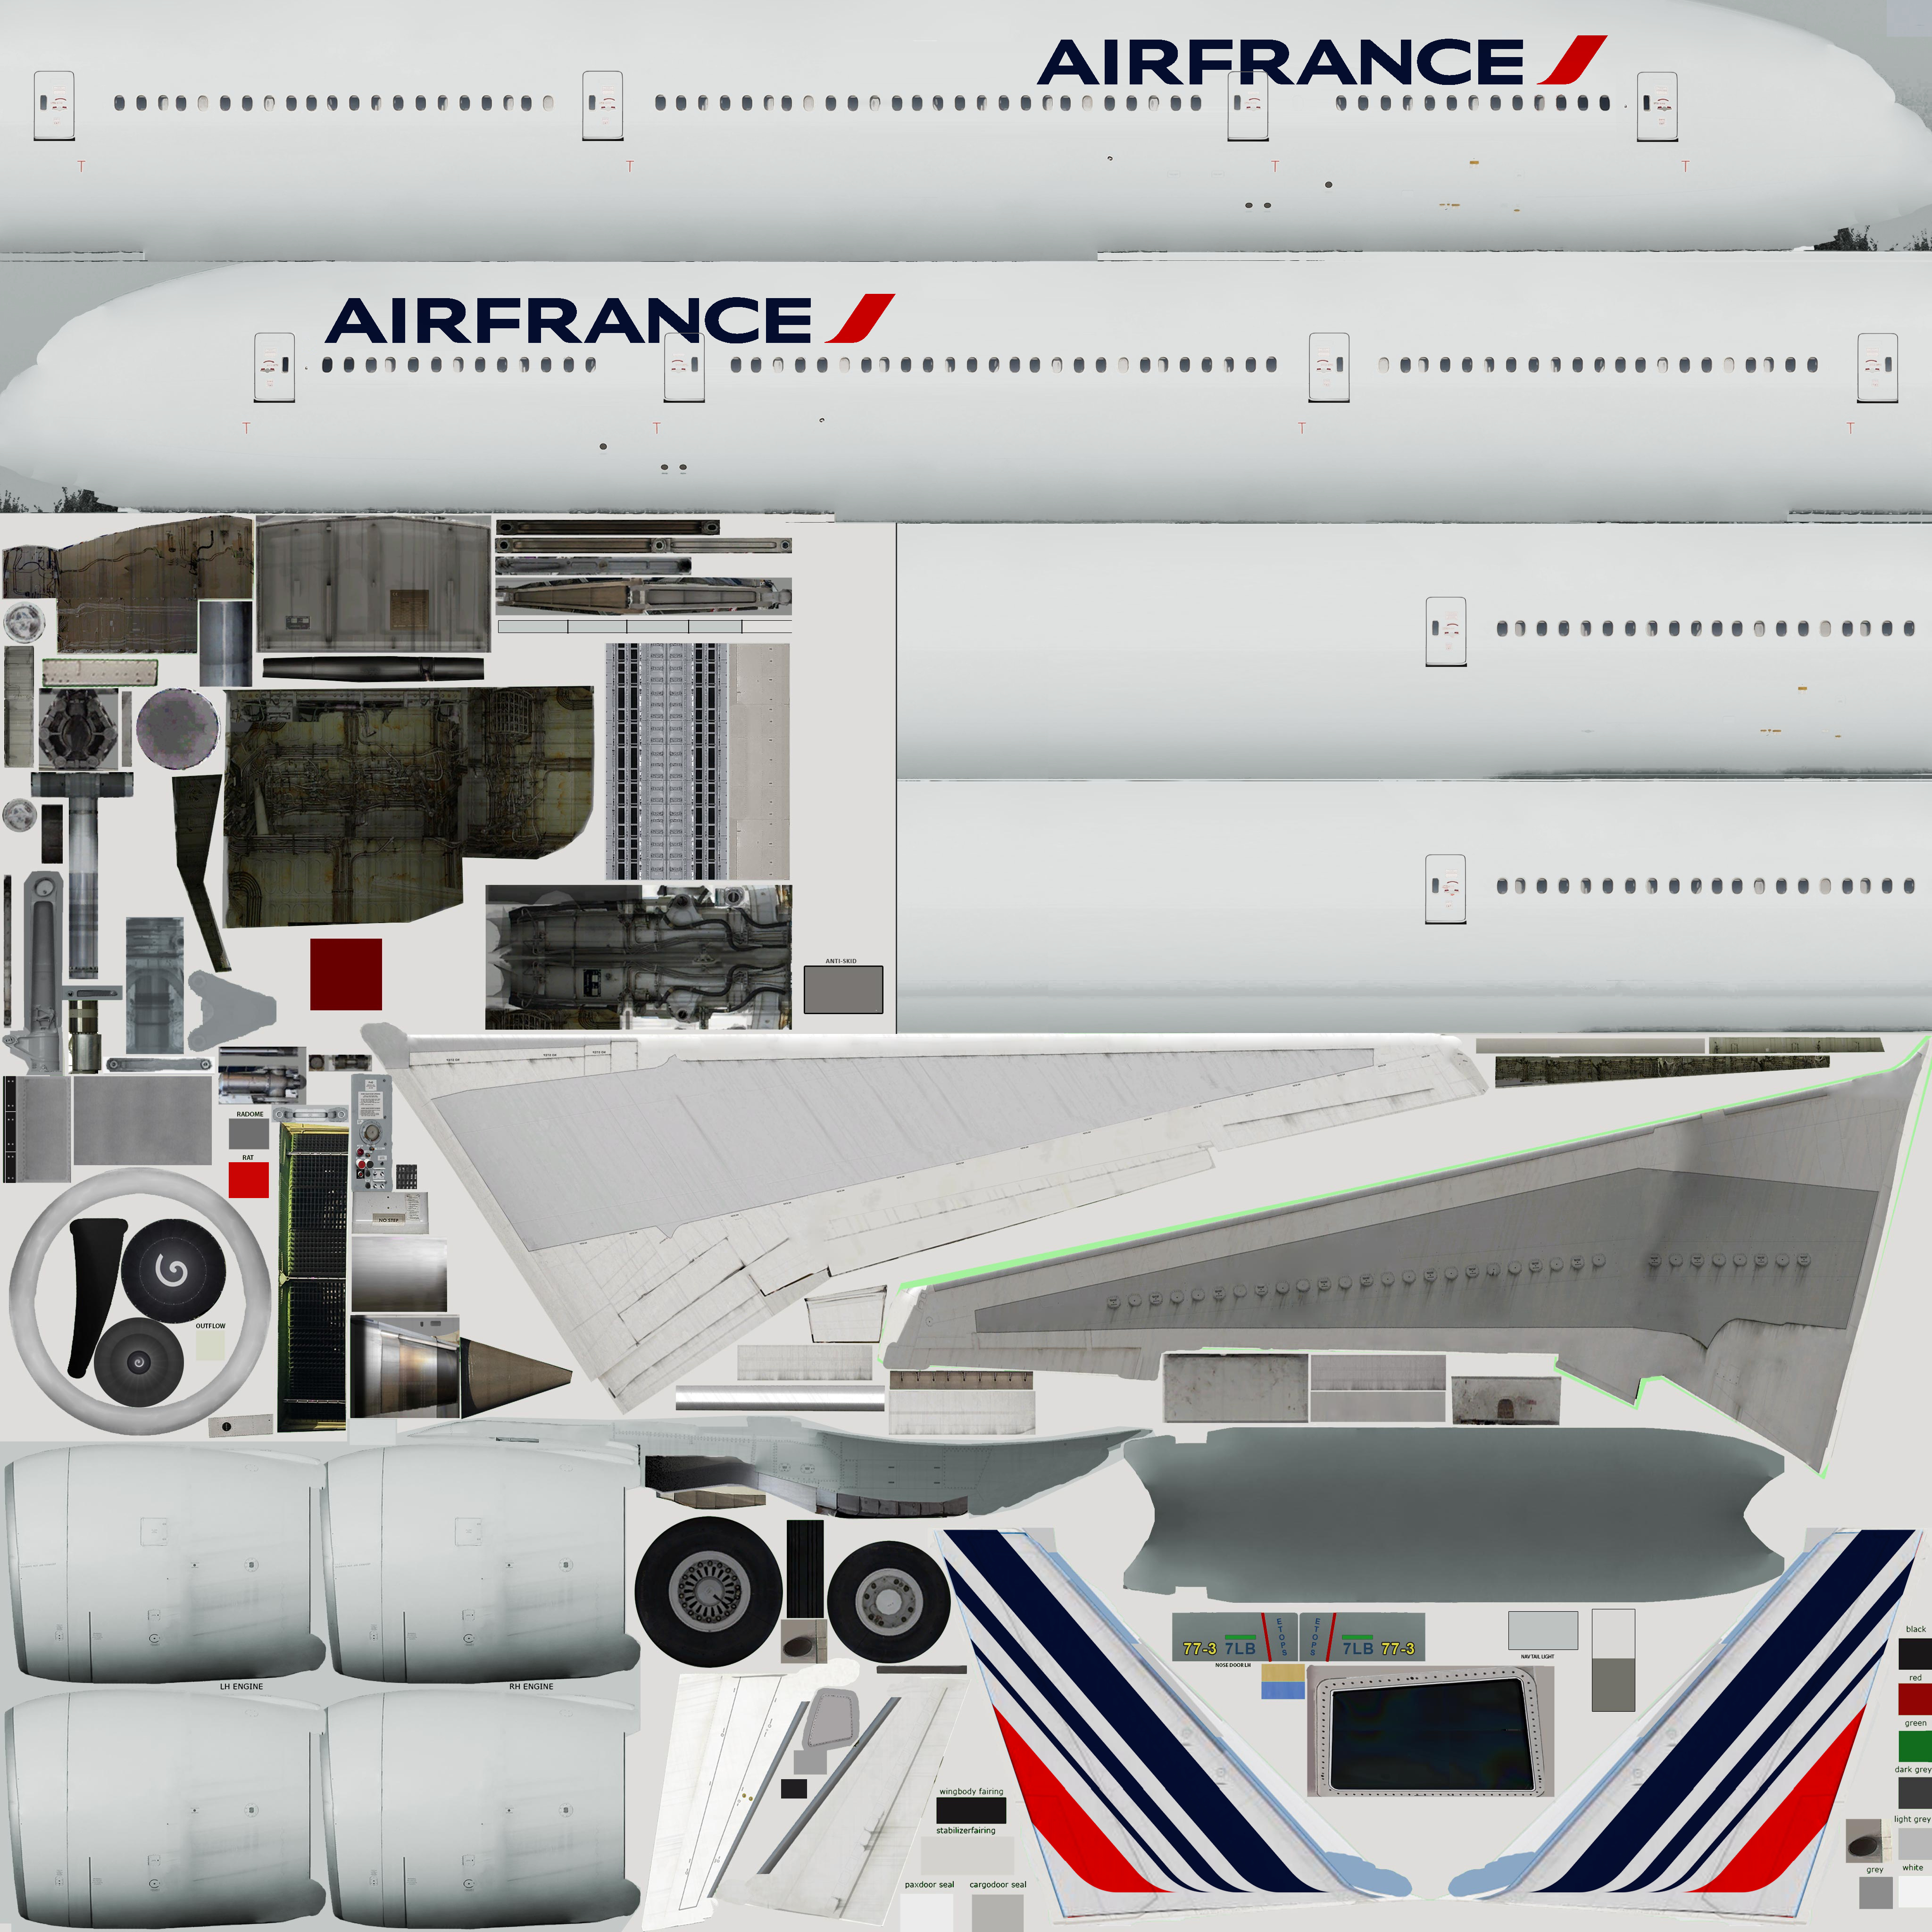 AIRFRANCE
T
T
T
T
AIRFRANCE
T
T
T
T
ANTI-SKID
RADOME
RAT
NO STEP
OUTFLOW
LH ENGINE
RH ENGINE
77-3 7LB ETOPS
ETOPS 7LB 77-3
NOSE DOOR LH
NAV TAIL LIGHT
black
red
green
dark grey
light grey
grey
white
wingbody fairing
stabilizerfairing
paxdoor seal
cargodoor seal